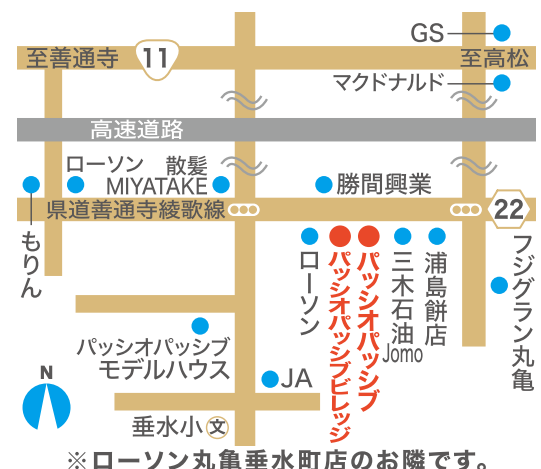 GS
至善通寺
11
至高松
マクドナルド
高速道路
ローソン
散髪
MIYATAKE
勝間興業
県道善通寺綾歌線
22
もりん
ローソン
パッシオパッシブビレッジ
パッシオパッシブ
三木石油
Jomo
浦島餅店
フジグラン丸亀
パッシオパッシブ
モデルハウス
N
JA
垂水小
文
※ローソン丸亀垂水町店のお隣です。